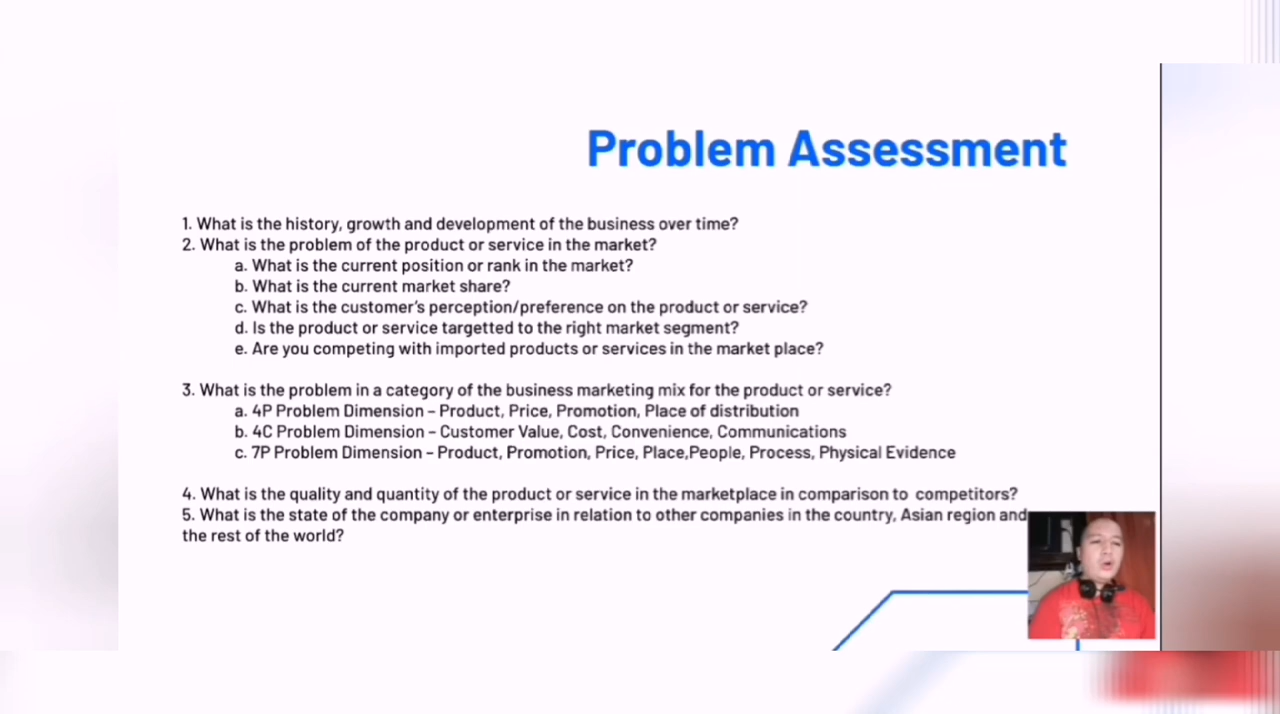 Problem Assessment
1. What is the history, growth and development of the business over time?
2. What is the problem of the product or service in the market?
a. What is the current position or rank in the market?
b. What is the current market share?
c. What is the customer's perception/preference on the product or service?
d. Is the product or service targetted to the right market segment?
e. Are you competing with imported products or services in the market place?
3. What is the problem in a category of the business marketing mix for the product or service?
a. 4P Problem Dimension – Product, Price, Promotion, Place of distribution
b. 4C Problem Dimension – Customer Value, Cost, Convenience, Communications
c. 7P Problem Dimension – Product, Promotion, Price, Place,People, Process, Physical Evidence
4. What is the quality and quantity of the product or service in the marketplace in comparison to competitors?
5. What is the state of the company or enterprise in relation to other companies in the country, Asian region and
the rest of the world?